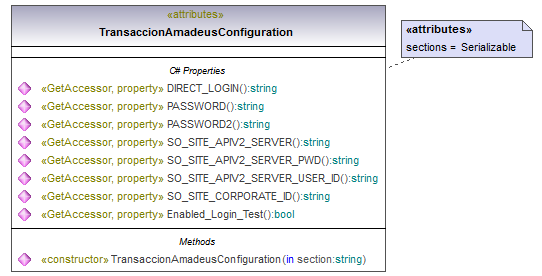 «attributes»
TransaccionAmadeusConfiguration
C# Properties
«GetAccessor, property» DIRECT_LOGIN():string
«GetAccessor, property» PASSWORD():string
«GetAccessor, property» PASSWORD2():string
«GetAccessor, property» SO_SITE_APIV2_SERVER():string
«GetAccessor, property» SO_SITE_APIV2_SERVER_PWD():string
«GetAccessor, property» SO_SITE_APIV2_SERVER_USER_ID():string
«GetAccessor, property» SO_SITE_CORPORATE_ID():string
«GetAccessor, property» Enabled_Login_Test():bool
Methods
«constructor» TransaccionAmadeusConfiguration(in section:string)
«attributes»
sections = Serializable